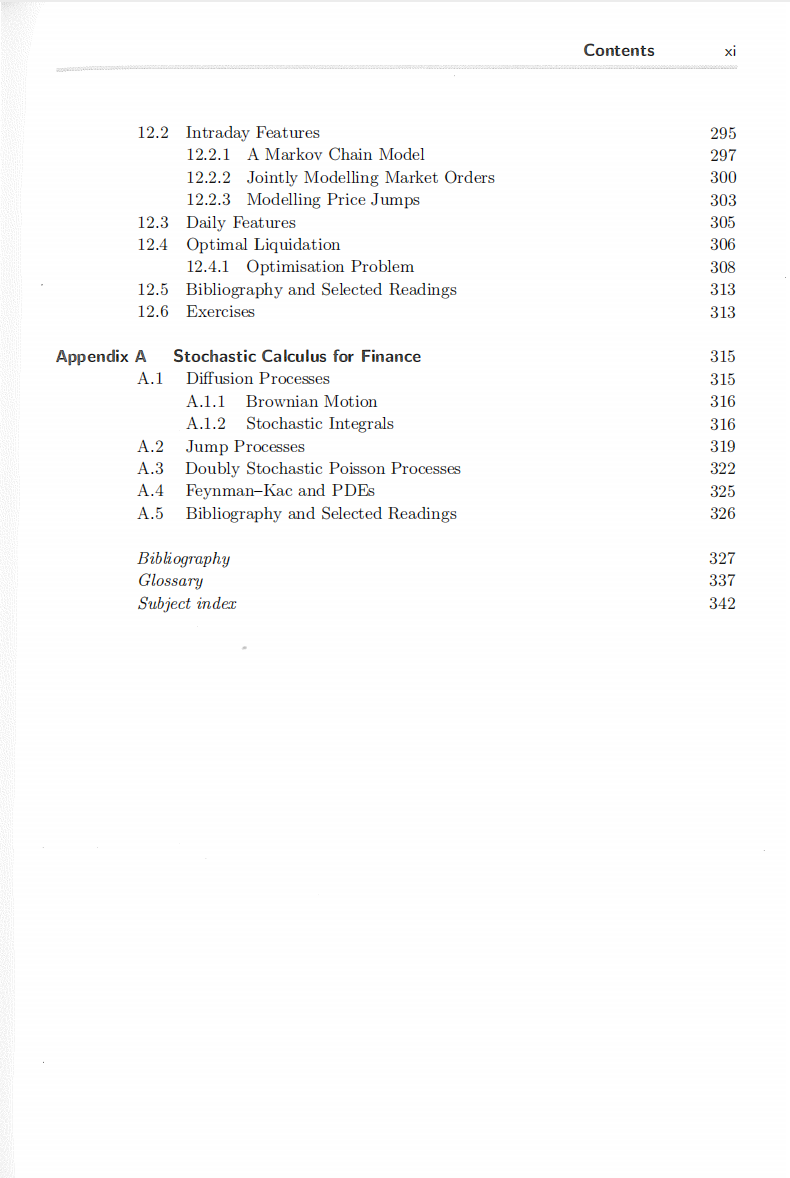 Contents xi
12.2 Intraday Features 295
12.2.1 A Markov Chain Model 297
12.2.2 Jointly Modelling Market Orders 300
12.2.3 Modelling Price Jumps 303
12.3 Daily Features 305
12.4 Optimal Liquidation 306
12.4.1 Optimisation Problem 308
12.5 Bibliography and Selected Readings 313
12.6 Exercises 313
Appendix A Stochastic Calculus for Finance 315
A.1 Diffusion Processes 315
A.1.1 Brownian Motion 316
A.1.2 Stochastic Integrals 316
A.2 Jump Processes 319
A.3 Doubly Stochastic Poisson Processes 322
A.4 Feynman–Kac and PDEs 325
A.5 Bibliography and Selected Readings 326
Bibliography 327
Glossary 337
Subject index 342